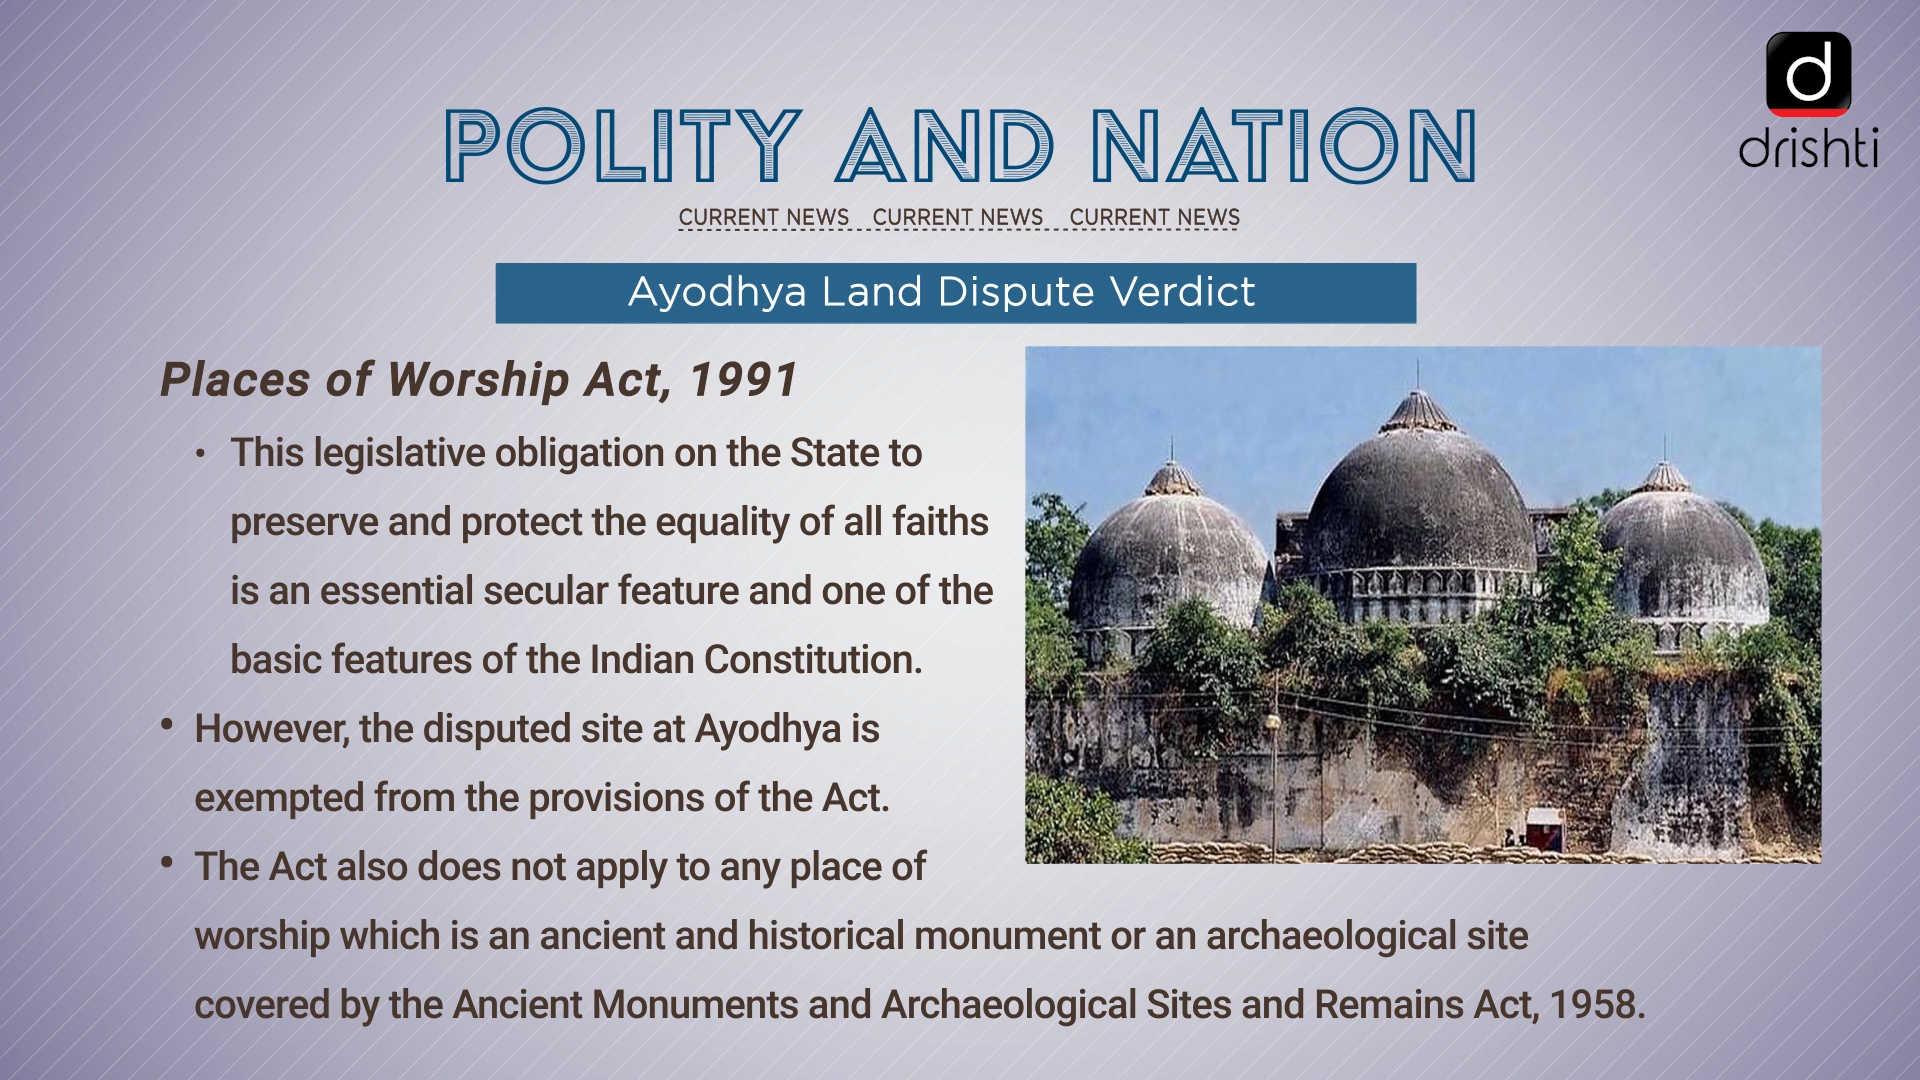 d
drishti
POLITY AND NATION
CURRENT NEWS CURRENT NEWS CURRENT NEWS
Ayodhya Land Dispute Verdict
Places of Worship Act, 1991
• This legislative obligation on the State to
preserve and protect the equality of all faiths
is an essential secular feature and one of the
basic features of the Indian Constitution.
• However, the disputed site at Ayodhya is
exempted from the provisions of the Act.
• The Act also does not apply to any place of
worship which is an ancient and historical monument or an archaeological site
covered by the Ancient Monuments and Archaeological Sites and Remains Act, 1958.